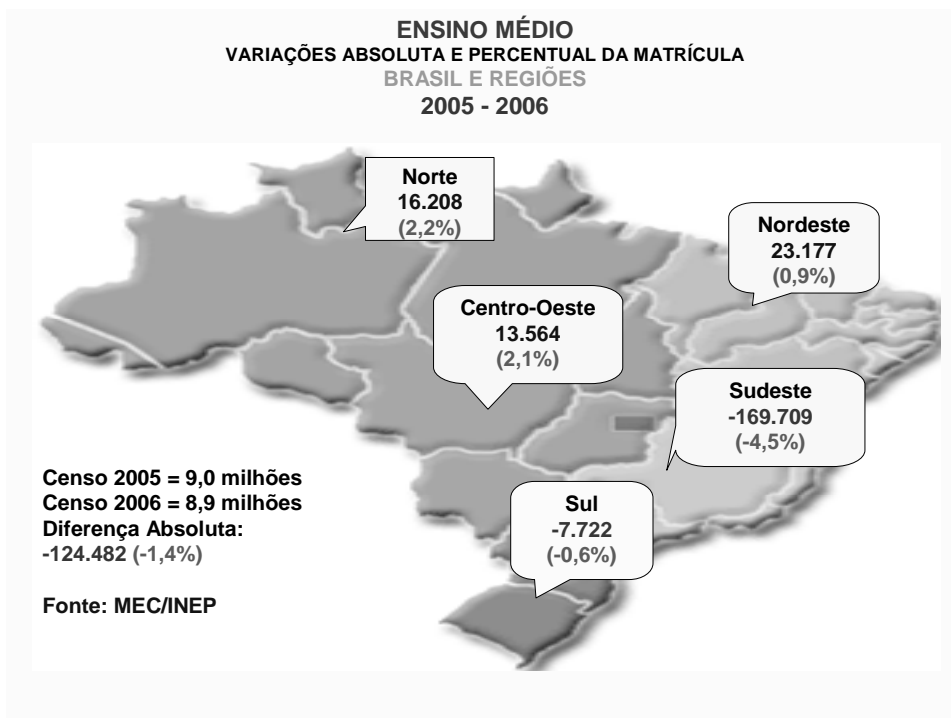 ENSINO MÉDIO
VARIAÇÕES ABSOLUTA E PERCENTUAL DA MATRÍCULA
BRASIL E REGIÕES
2005 - 2006
Norte
16.208
(2,2%)
Nordeste
23.177
(0,9%)
Centro-Oeste
13.564
(2,1%)
Sudeste
-169.709
(-4,5%)
Sul
-7.722
(-0,6%)
Censo 2005 = 9,0 milhões
Censo 2006 = 8,9 milhões
Diferença Absoluta:
-124.482 (-1,4%)
Fonte: MEC/INEP